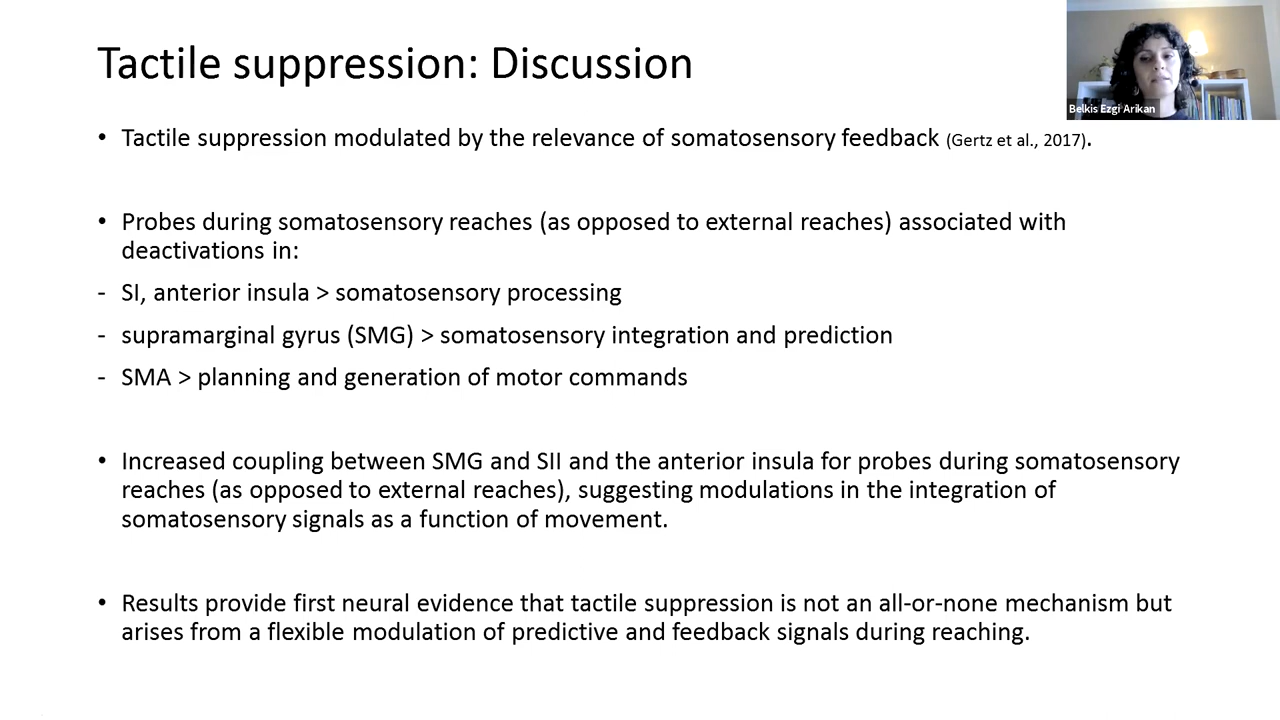 Tactile suppression: Discussion
Belkis Ezgi Arikan
• Tactile suppression modulated by the relevance of somatosensory feedback (Gertz et al., 2017).
• Probes during somatosensory reaches (as opposed to external reaches) associated with
deactivations in:
- SI, anterior insula > somatosensory processing
- supramarginal gyrus (SMG) > somatosensory integration and prediction
- SMA > planning and generation of motor commands
• Increased coupling between SMG and SII and the anterior insula for probes during somatosensory
reaches (as opposed to external reaches), suggesting modulations in the integration of
somatosensory signals as a function of movement.
• Results provide first neural evidence that tactile suppression is not an all-or-none mechanism but
arises from a flexible modulation of predictive and feedback signals during reaching.